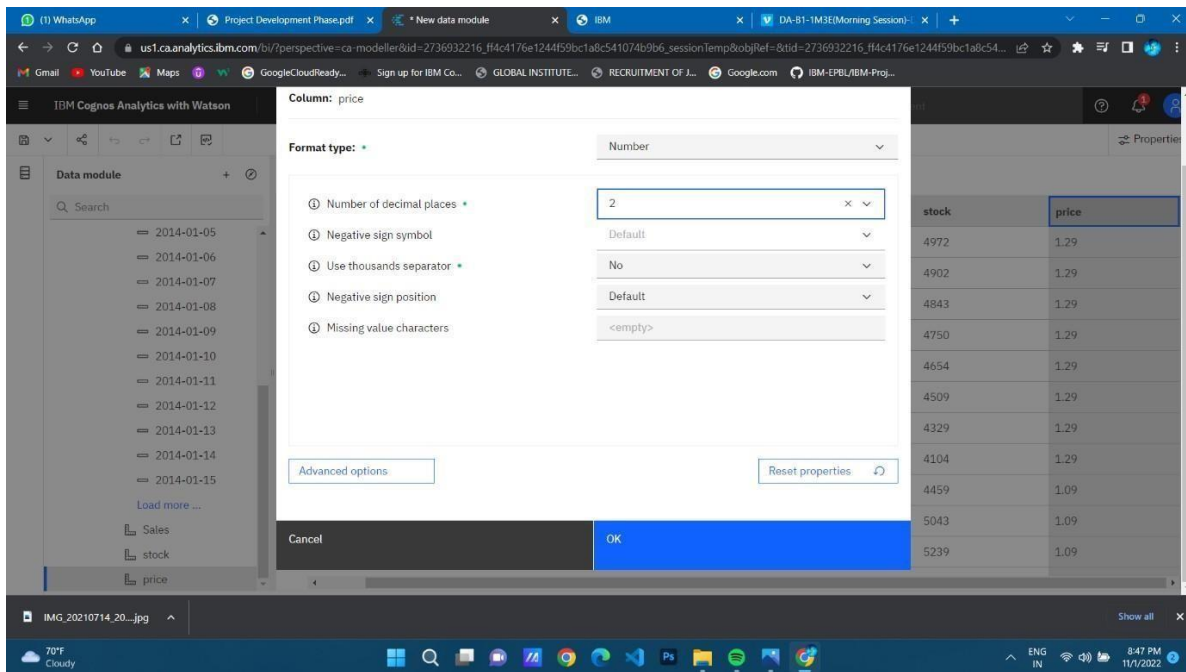 (1) WhatsApp
Project Development Phase.pdf
* New data module
IBM
DA-B1-1M3E(Morning Session)-
us1.ca.analytics.ibm.com/bi/?perspective=ca-modeller&id=2736932216_ff4c4176e1244f59bc1a8c541074b9b6_sessionTemp&objRef=&tid=2736932216_ff4c4176e1244f59bc1a8c54...
Gmail YouTube Maps GoogleCloudReady... Sign up for IBM Co... GLOBAL INSTITUTE... RECRUITMENT OF J... Google.com IBM-EPBL/IBM-Proj...
IBM Cognos Analytics with Watson
Column: price
Properties
Format type: Number
Data module
Search
Number of decimal places 2
Negative sign symbol Default
Use thousands separator No
Negative sign position Default
Missing value characters <empty>
Advanced options
Reset properties
Cancel
OK
2014-01-05
2014-01-06
2014-01-07
2014-01-08
2014-01-09
2014-01-10
2014-01-11
2014-01-12
2014-01-13
2014-01-14
2014-01-15
Load more ...
Sales
stock
price
stock price
4972 1.29
4902 1.29
4843 1.29
4750 1.29
4654 1.29
4509 1.29
4329 1.29
4104 1.29
4459 1.09
5043 1.09
5239 1.09
IMG_20210714_20....jpg
Show all
70°F
Cloudy
Ps
ENG
IN
8:47 PM
11/1/2022
2